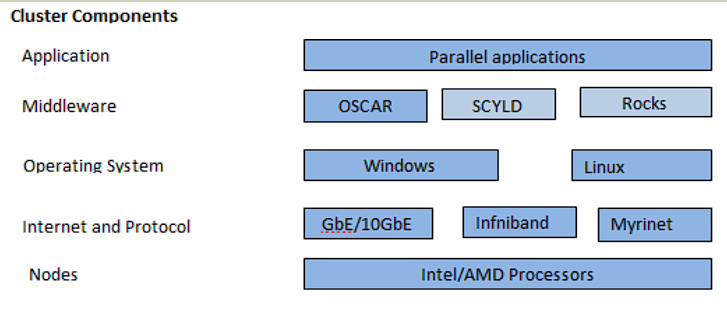 Cluster Components
Application Parallel applications
Middleware OSCAR SCYLD Rocks
Operating System Windows Linux
Internet and Protocol GbE/10GbE Infniband Myrinet
Nodes Intel/AMD Processors